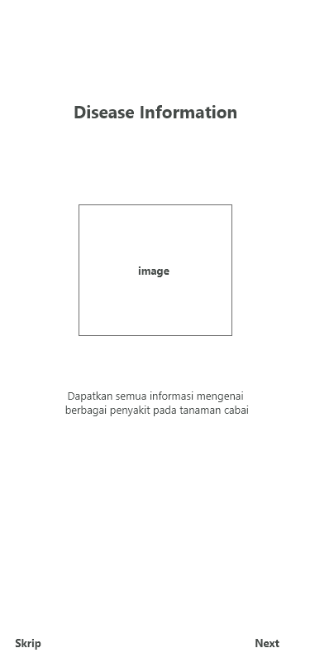 Disease Information
image
Dapatkan semua informasi mengenai
berbagai penyakit pada tanaman cabai
Skrip
Next